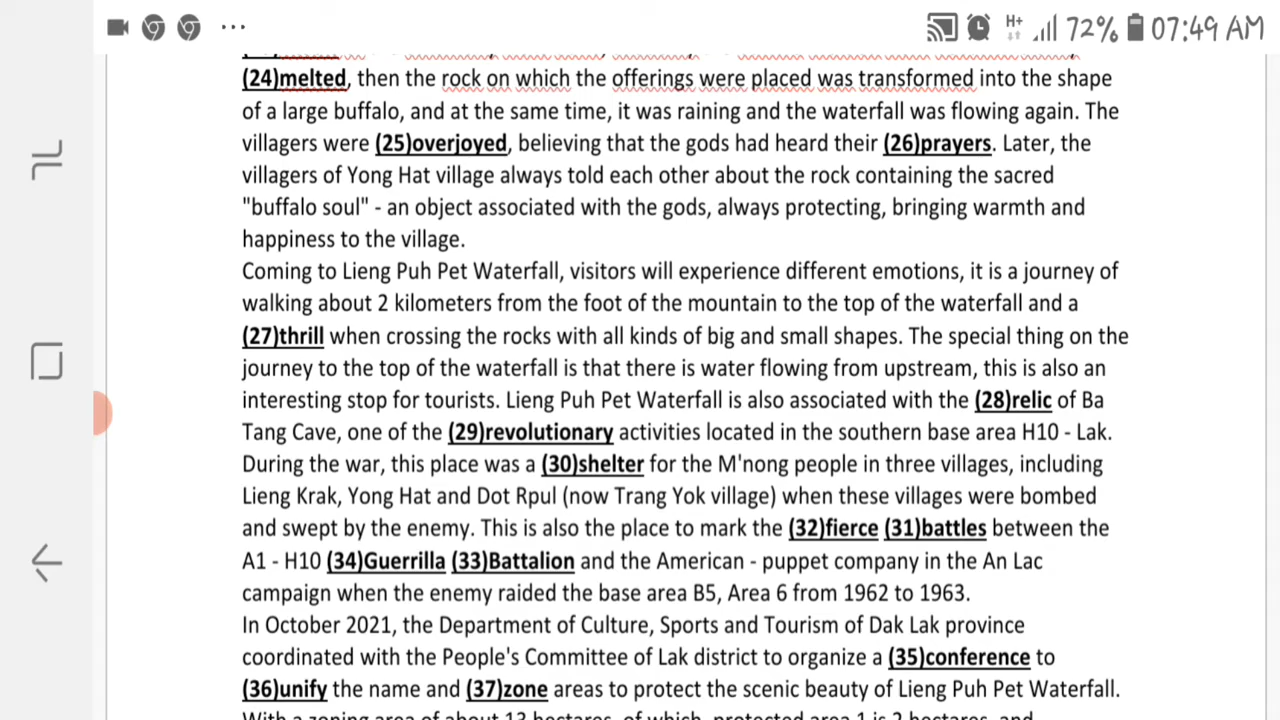 ··· H+ 72% 07:49 AM
(24)melted, then the rock on which the offerings were placed was transformed into the shape
of a large buffalo, and at the same time, it was raining and the waterfall was flowing again. The
villagers were (25)overjoyed, believing that the gods had heard their (26)prayers. Later, the
villagers of Yong Hat village always told each other about the rock containing the sacred
"buffalo soul" - an object associated with the gods, always protecting, bringing warmth and
happiness to the village.
Coming to Lieng Puh Pet Waterfall, visitors will experience different emotions, it is a journey of
walking about 2 kilometers from the foot of the mountain to the top of the waterfall and a
(27)thrill when crossing the rocks with all kinds of big and small shapes. The special thing on the
journey to the top of the waterfall is that there is water flowing from upstream, this is also an
interesting stop for tourists. Lieng Puh Pet Waterfall is also associated with the (28)relic of Ba
Tang Cave, one of the (29)revolutionary activities located in the southern base area H10 - Lak.
During the war, this place was a (30)shelter for the M'nong people in three villages, including
Lieng Krak, Yong Hat and Dot Rpul (now Trang Yok village) when these villages were bombed
and swept by the enemy. This is also the place to mark the (32)fierce (31)battles between the
A1 - H10 (34)Guerrilla (33)Battalion and the American - puppet company in the An Lac
campaign when the enemy raided the base area B5, Area 6 from 1962 to 1963.
In October 2021, the Department of Culture, Sports and Tourism of Dak Lak province
coordinated with the People's Committee of Lak district to organize a (35)conference to
(36)unify the name and (37)zone areas to protect the scenic beauty of Lieng Puh Pet Waterfall.
With a zoning area of about 13 hectares, of which, protected area 1 is 2 hectares, and